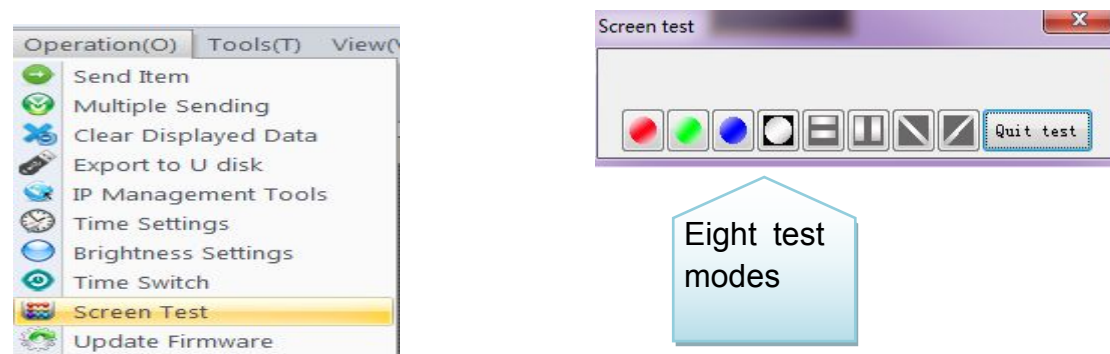 Operation(O) Tools(T) View(
Send Item
Multiple Sending
Clear Displayed Data
Export to U disk
IP Management Tools
Time Settings
Brightness Settings
Time Switch
Screen Test
Update Firmware
Screen test
Quit test
Eight test
modes